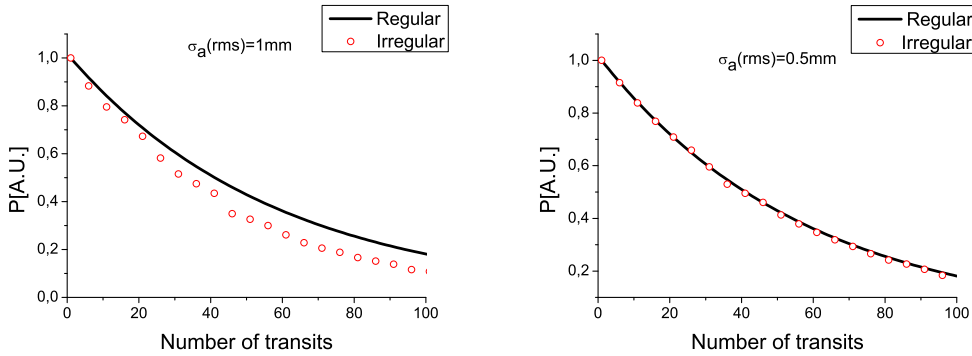 Regular
Irregular
σa(rms)=1mm
P[A.U.]
1,0
0,8
0,6
0,4
0,2
0,0
0 20 40 60 80 100
Number of transits
Regular
Irregular
σa(rms)=0.5mm
P[A.U.]
1,0
0,8
0,6
0,4
0,2
0 20 40 60 80 100
Number of transits